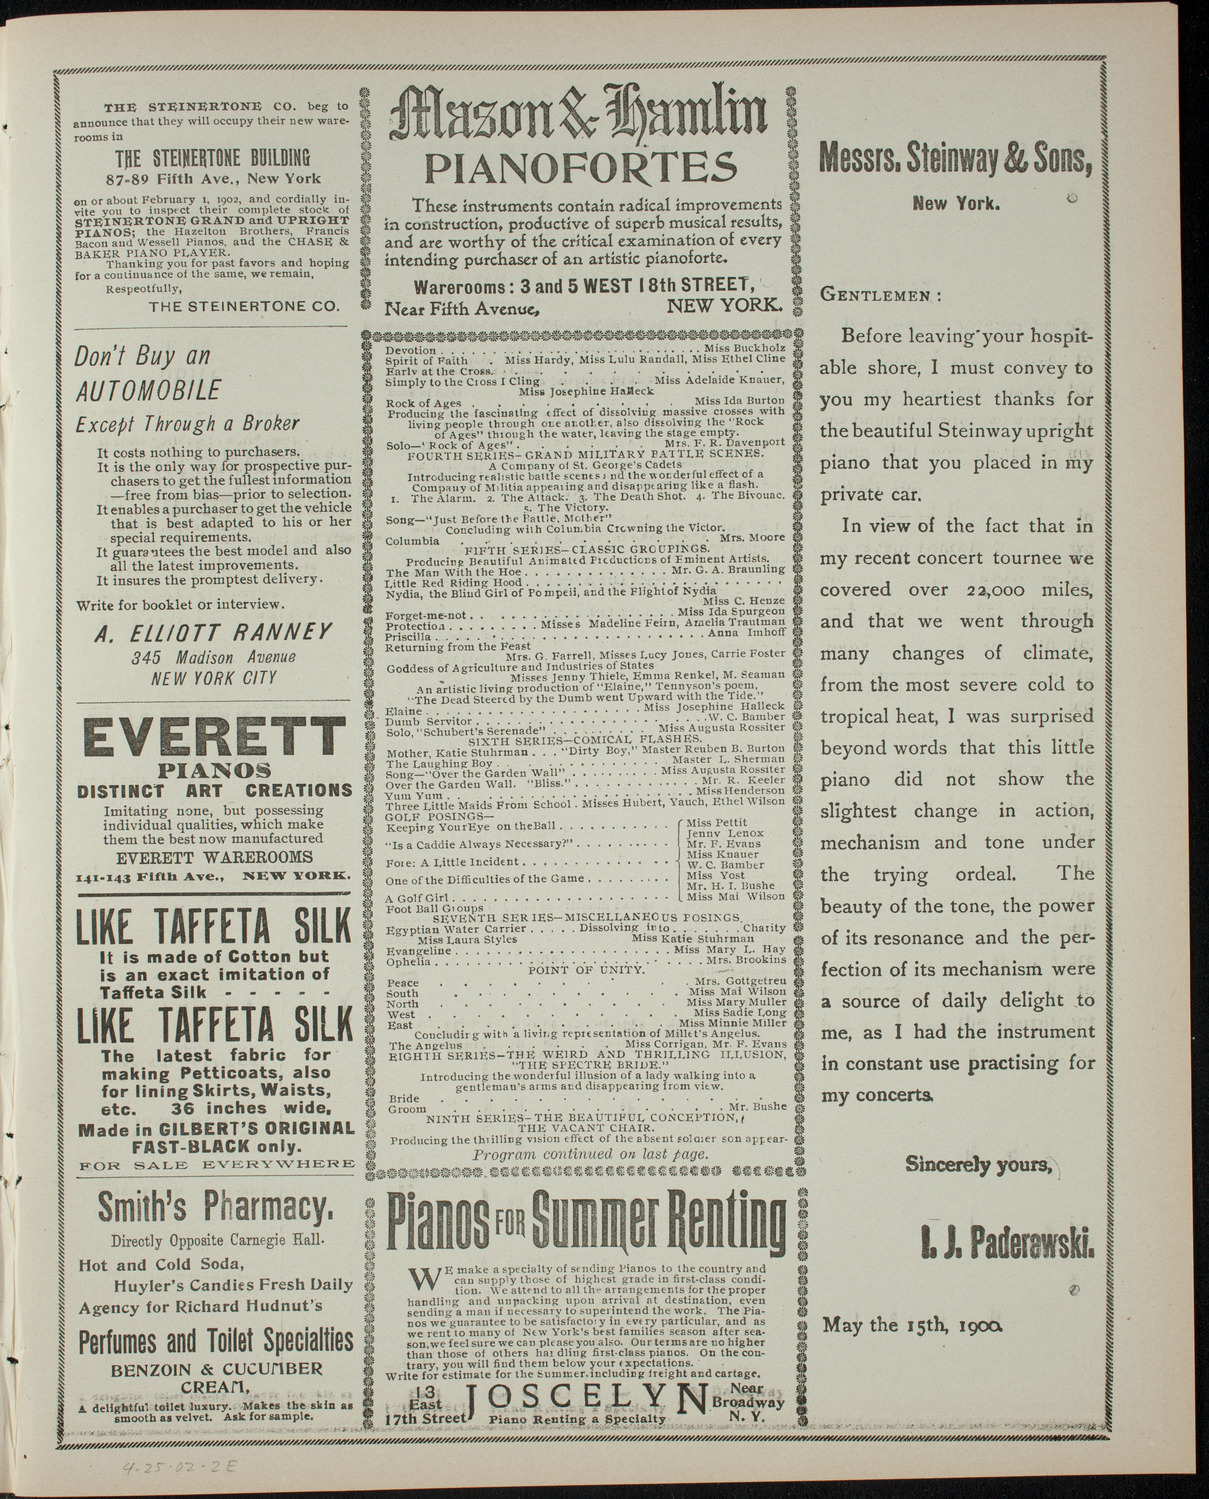 THE STEINERTONE CO. beg to
announce that they will occupy their new ware-
rooms in
THE STEINERTONE BUILDING
87-89 Fifth Ave., New York
on or about February 1, 1902, and cordially in-
vite you to inspect their complete stock of
STEINERTONE GRAND and UPRIGHT
PIANOS; the Hazelton Brothers, Francis
Bacon and Wessell Pianos, and the CHASE &
BAKER PIANO PLAYER.
Thanking you for past favors and hoping
for a continuance of the same, we remain,
Respectfully,
THE STEINERTONE CO.
Don't Buy an
AUTOMOBILE
Except Through a Broker
It costs nothing to purchasers.
It is the only way for prospective pur-
chasers to get the fullest information
—free from bias—prior to selection.
It enables a purchaser to get the vehicle
that is best adapted to his or her
special requirements.
It guarantees the best model and also
all the latest improvements.
It insures the promptest delivery.
Write for booklet or interview.
A. ELLIOTT RANNEY
345 Madison Avenue
NEW YORK CITY
EVERETT
PIANOS
DISTINCT ART CREATIONS
Imitating none, but possessing
individual qualities, which make
them the best now manufactured
EVERETT WAREROOMS
141-143 Fifth Ave., NEW YORK.
LIKE TAFFETA SILK
It is made of Cotton but
is an exact imitation of
Taffeta Silk - - - - -
LIKE TAFFETA SILK
The latest fabric for
making Petticoats, also
for lining Skirts, Waists,
etc. 36 inches wide,
Made in GILBERT'S ORIGINAL
FAST-BLACK only.
FOR SALE EVERYWHERE
Smith's Pharmacy.
Directly Opposite Carnegie Hall.
Hot and Cold Soda,
Huyler's Candies Fresh Daily
Agency for Richard Hudnut's
Perfumes and Toilet Specialties
BENZOIN & CUCUMBER
CREAM,
A delightful toilet luxury. Makes the skin as
smooth as velvet. Ask for sample.
Mason & Hamlin
PIANOFORTES
These instruments contain radical improvements
in construction, productive of superb musical results,
and are worthy of the critical examination of every
intending purchaser of an artistic pianoforte.
Warerooms: 3 and 5 WEST 18th STREET,
Near Fifth Avenue, NEW YORK.
Devotion . . . Miss Buckholz
Spirit of Faith . Miss Hardy, Miss Lulu Randall, Miss Ethel Cline
Early at the Cross. . . .
Simply to the Cross I Cling . . . Miss Adelaide Knauer,
Miss Josephine Halleck
Rock of Ages . . . Miss Ida Burton
Producing the fascinating effect of dissolving massive crosses with
living people through one another, also dissolving the "Rock
of Ages" through the water, leaving the stage empty.
Solo—"Rock of Ages" . . . Mrs. F. R. Davenport
FOURTH SERIES—GRAND MILITARY BATTLE SCENES.
A Company of St. George's Cadets
Introducing realistic battle scenes and the wonderful effect of a
Company of Militia appearing and disappearing like a flash.
1. The Alarm. 2. The Attack. 3. The Death Shot. 4. The Bivouac.
5. The Victory.
Song—"Just Before the Battle, Mother"
Concluding with Columbia Crowning the Victor.
Columbia . . . Mrs. Moore
FIFTH SERIES—CLASSIC GROUPINGS.
Producing Beautiful Animated Productions of Eminent Artists.
The Man With the Hoe . . . Mr. G. A. Braunling
Little Red Riding Hood . . .
Nydia, the Blind Girl of Pompeii, and the Flight of Nydia
Miss C. Henze
Forget-me-not . . . Miss Ida Spurgeon
Protection . . . Misses Madeline Feirn, Amelia Trautman
Priscilla . . . Anna Imhoff
Returning from the Feast
Mrs. G. Farrell, Misses Lucy Jones, Carrie Foster
Goddess of Agriculture and Industries of States
Misses Jenny Thiele, Emma Renkel, M. Seaman
An artistic living production of "Elaine," Tennyson's poem,
"The Dead Steered by the Dumb went Upward with the Tide."
Elaine . . . Miss Josephine Halleck
Dumb Servitor . . . W. C. Bamber
Solo, "Schubert's Serenade" . . . Miss Augusta Rossiter
SIXTH SERIES—COMICAL FLASHES.
Mother, Katie Stuhrman . . . "Dirty Boy," Master Reuben B. Burton
The Laughing Boy . . . Master L. Sherman
Song—"Over the Garden Wall" . . . Miss Augusta Rossiter
Over the Garden Wall. "Bliss." . . . Mr. R. Keeler
Yum Yum . . . Miss Henderson
Three Little Maids From School . Misses Hubert, Yauch, Ethel Wilson
GOLF POSINGS—
Keeping Your Eye on the Ball . . . Miss Pettit
Jenny Lenox
"Is a Caddie Always Necessary?" . . . Mr. F. Evans
Miss Knauer
Fore: A Little Incident . . . W. C. Bamber
One of the Difficulties of the Game . . . Miss Yost
Mr. H. I. Bushe
A Golf Girl . . . Miss Mai Wilson
Foot Ball Groups
SEVENTH SERIES—MISCELLANEOUS POSINGS.
Egyptian Water Carrier . . . Dissolving into . . . Charity
Miss Laura Styles Miss Katie Stuhrman
Evangeline . . . Miss Mary L. Hay
Ophelia . . . Mrs. Brookins
POINT OF UNITY.
Peace . . . Mrs. Gottgetreu
South . . . Miss Mai Wilson
North . . . Miss Mary Muller
West . . . Miss Sadie Long
East . . . Miss Minnie Miller
Concluding with a living representation of Millet's Angelus.
The Angelus . . . Miss Corrigan, Mr. F. Evans
EIGHTH SERIES—THE WEIRD AND THRILLING ILLUSION,
"THE SPECTRE BRIDE."
Introducing the wonderful illusion of a lady walking into a
gentleman's arms and disappearing from view.
Bride . . .
Groom . . . Mr. Bushe
NINTH SERIES—THE BEAUTIFUL CONCEPTION,
THE VACANT CHAIR.
Producing the thrilling vision effect of the absent soldier son appear-
Program continued on last page.
Pianos FOR Summer Renting
WE make a specialty of sending Pianos to the country and
can supply those of highest grade in first-class condi-
tion. We attend to all the arrangements for the proper
handling and unpacking upon arrival at destination, even
sending a man if necessary to superintend the work. The Pia-
nos we guarantee to be satisfactory in every particular, and as
we rent to many of New York's best families season after sea-
son, we feel sure we can please you also. Our terms are no higher
than those of others handling first-class pianos. On the con-
trary, you will find them below your expectations.
Write for estimate for the Summer, including freight and cartage.
13 East 17th Street JOSCELYN Near Broadway N. Y.
Piano Renting a Specialty
Messrs. Steinway & Sons,
New York.
GENTLEMEN:
Before leaving your hospit-
able shore, I must convey to
you my heartiest thanks for
the beautiful Steinway upright
piano that you placed in my
private car.
In view of the fact that in
my recent concert tournee we
covered over 22,000 miles,
and that we went through
many changes of climate,
from the most severe cold to
tropical heat, I was surprised
beyond words that this little
piano did not show the
slightest change in action,
mechanism and tone under
the trying ordeal. The
beauty of the tone, the power
of its resonance and the per-
fection of its mechanism were
a source of daily delight to
me, as I had the instrument
in constant use practising for
my concerts.
Sincerely yours,
I. J. Paderewski.
May the 15th, 1900.
4-25-02-2E